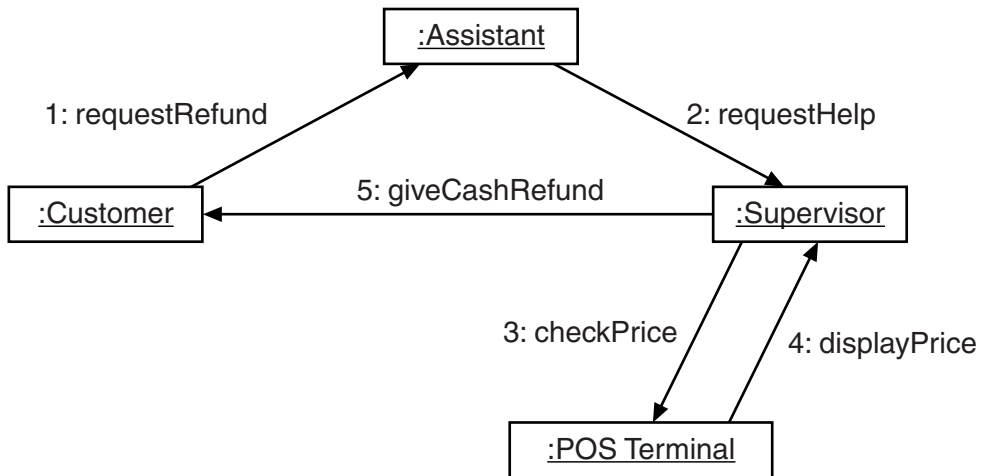 :Assistant
1: requestRefund
2: requestHelp
5: giveCashRefund
:Customer
:Supervisor
3: checkPrice
4: displayPrice
:POS Terminal